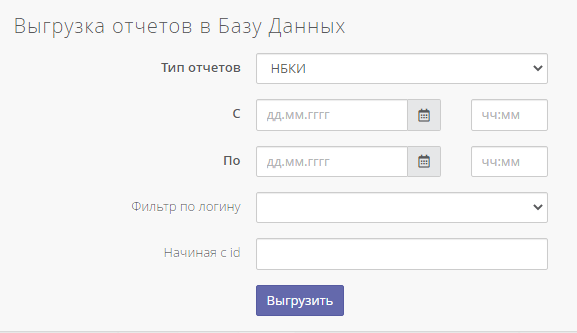 Выгрузка отчетов в Базу Данных
Тип отчетов НБКИ
С дд.мм.гггг чч:мм
По дд.мм.гггг чч:мм
Фильтр по логину
Начиная с id
Выгрузить